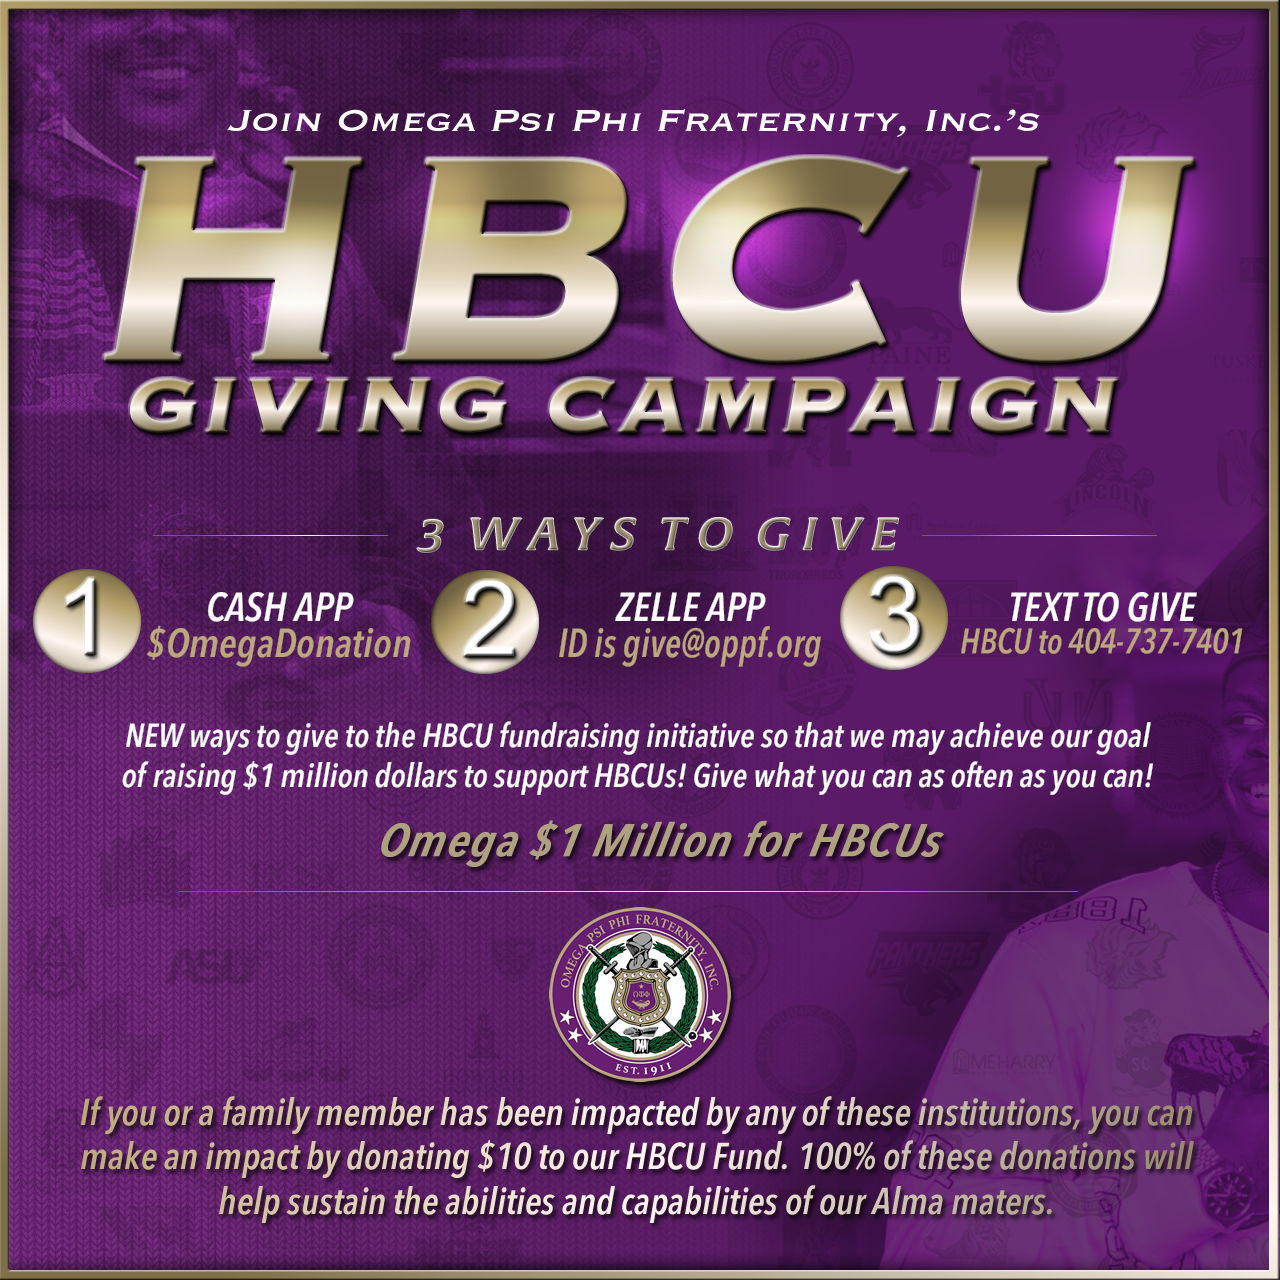 Join Omega Psi Phi Fraternity, Inc.'s
HBCU
GIVING CAMPAIGN
3 WAYS TO GIVE
1 CASH APP
$OmegaDonation
2 ZELLE APP
ID is give@oppf.org
3 TEXT TO GIVE
HBCU to 404-737-7401
NEW ways to give to the HBCU fundraising initiative so that we may achieve our goal
of raising $1 million dollars to support HBCUs! Give what you can as often as you can!
Omega $1 Million for HBCUs
OMEGA PSI PHI FRATERNITY, INC.
ΩΨΦ
EST. 1911
If you or a family member has been impacted by any of these institutions, you can
make an impact by donating $10 to our HBCU Fund. 100% of these donations will
help sustain the abilities and capabilities of our Alma maters.
LINCOLN
MEHARRY
PANTHERS
1881